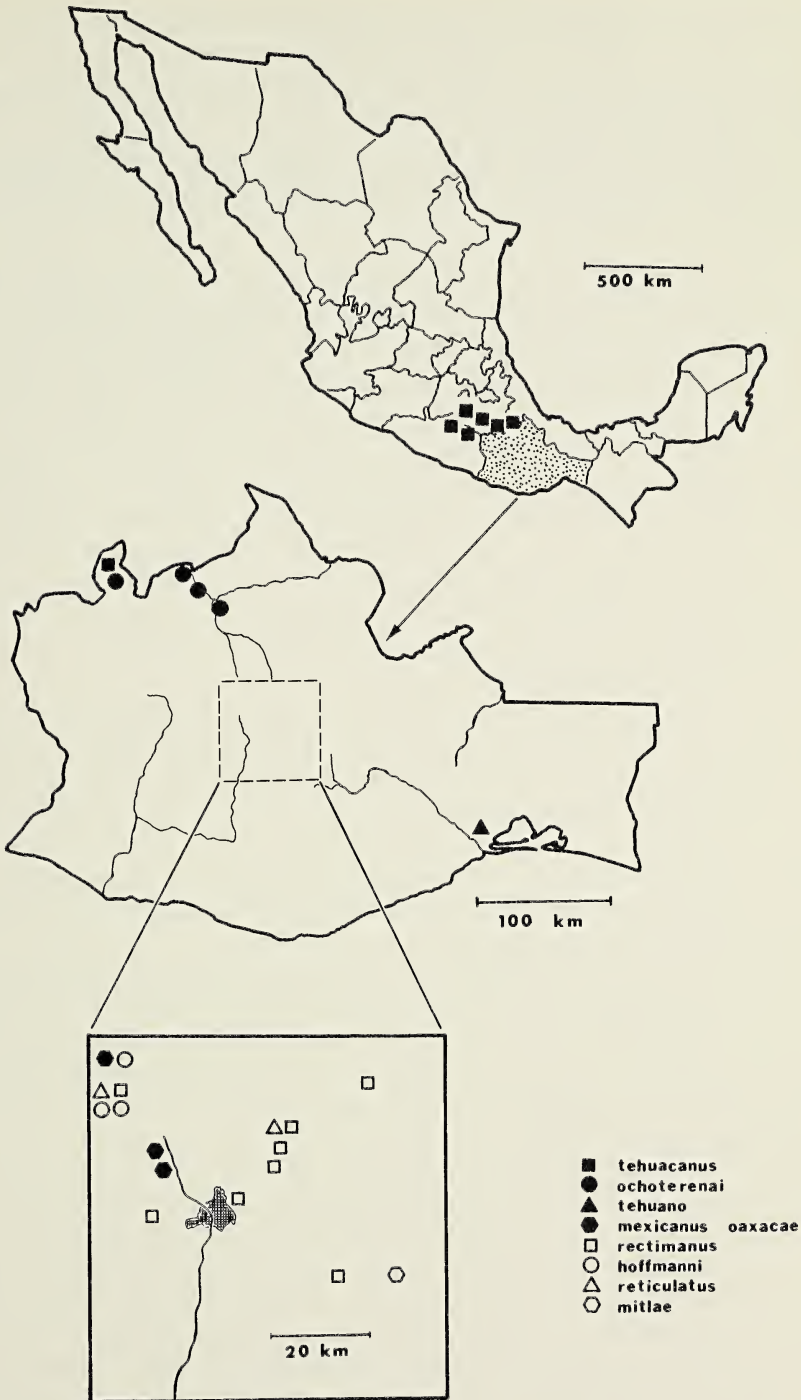 500 km
100 km
20 km
tehuacanus
ochoterenai
tehuano
mexicanus oaxacae
rectimanus
hoffmanni
reticulatus
mitlae